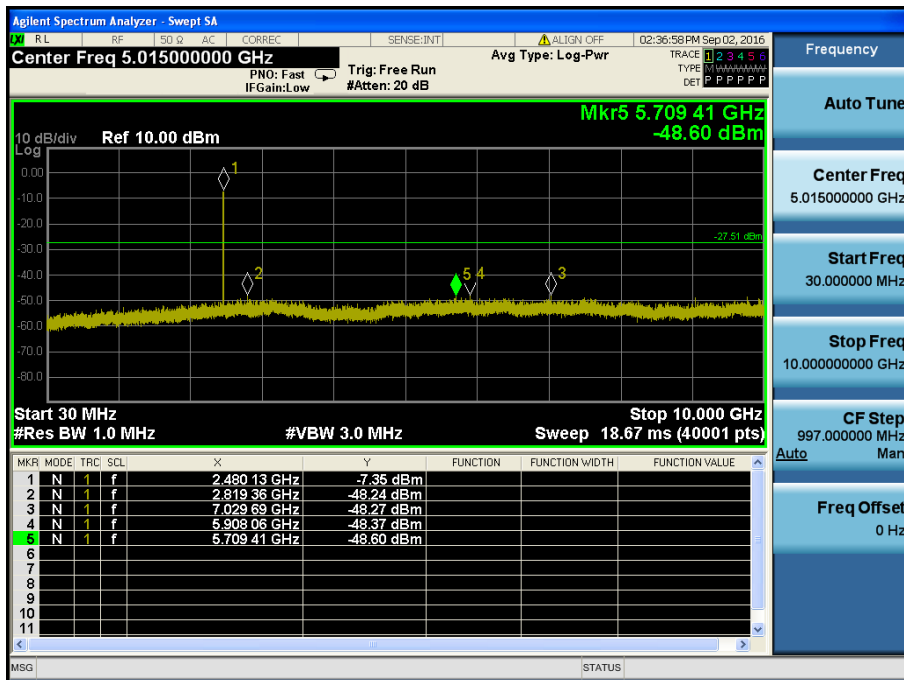 Agilent Spectrum Analyzer - Swept SA
LXI RL RF 50 Ω AC CORREC SENSE:INT ALIGN OFF 02:36:58 PM Sep 02, 2016
Center Freq 5.015000000 GHz
PNO: Fast
IFGain:Low
Trig: Free Run
#Atten: 20 dB
Avg Type: Log-Pwr
TRACE 1 2 3 4 5 6
TYPE M WWWWW
DET P P P P P P
Mkr5 5.709 41 GHz
-48.60 dBm
10 dB/div Ref 10.00 dBm
Log
0.00
-10.0
-20.0
-30.0
-40.0
-50.0
-60.0
-70.0
-80.0
1
2
5 4
3
-27.51 dBm
Start 30 MHz Stop 10.000 GHz
#Res BW 1.0 MHz #VBW 3.0 MHz Sweep 18.67 ms (40001 pts)
MKR MODE TRC SCL X Y FUNCTION FUNCTION WIDTH FUNCTION VALUE
1 N 1 f 2.480 13 GHz -7.35 dBm
2 N 1 f 2.819 36 GHz -48.24 dBm
3 N 1 f 7.029 69 GHz -48.27 dBm
4 N 1 f 5.908 06 GHz -48.37 dBm
5 N 1 f 5.709 41 GHz -48.60 dBm
6
7
8
9
10
11
MSG STATUS
Frequency
Auto Tune
Center Freq
5.015000000 GHz
Start Freq
30.000000 MHz
Stop Freq
10.000000000 GHz
CF Step
997.000000 MHz
Auto Man
Freq Offset
0 Hz